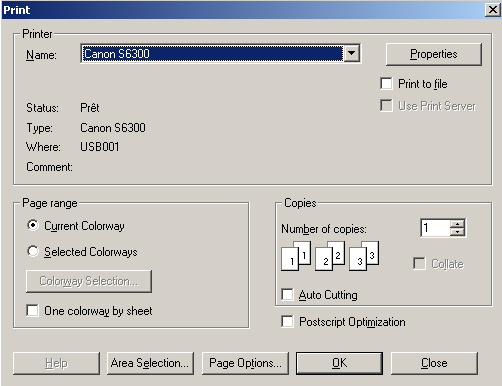 Print
Printer
Name: Canon S6300 Properties
Print to file
Use Print Server
Status: Prêt
Type: Canon S6300
Where: USB001
Comment:
Page range
Current Colorway
Selected Colorways
Colorway Selection...
One colorway by sheet
Copies
Number of copies: 1
1 1 2 2 3 3
Collate
Auto Cutting
Postscript Optimization
Help Area Selection... Page Options... OK Close